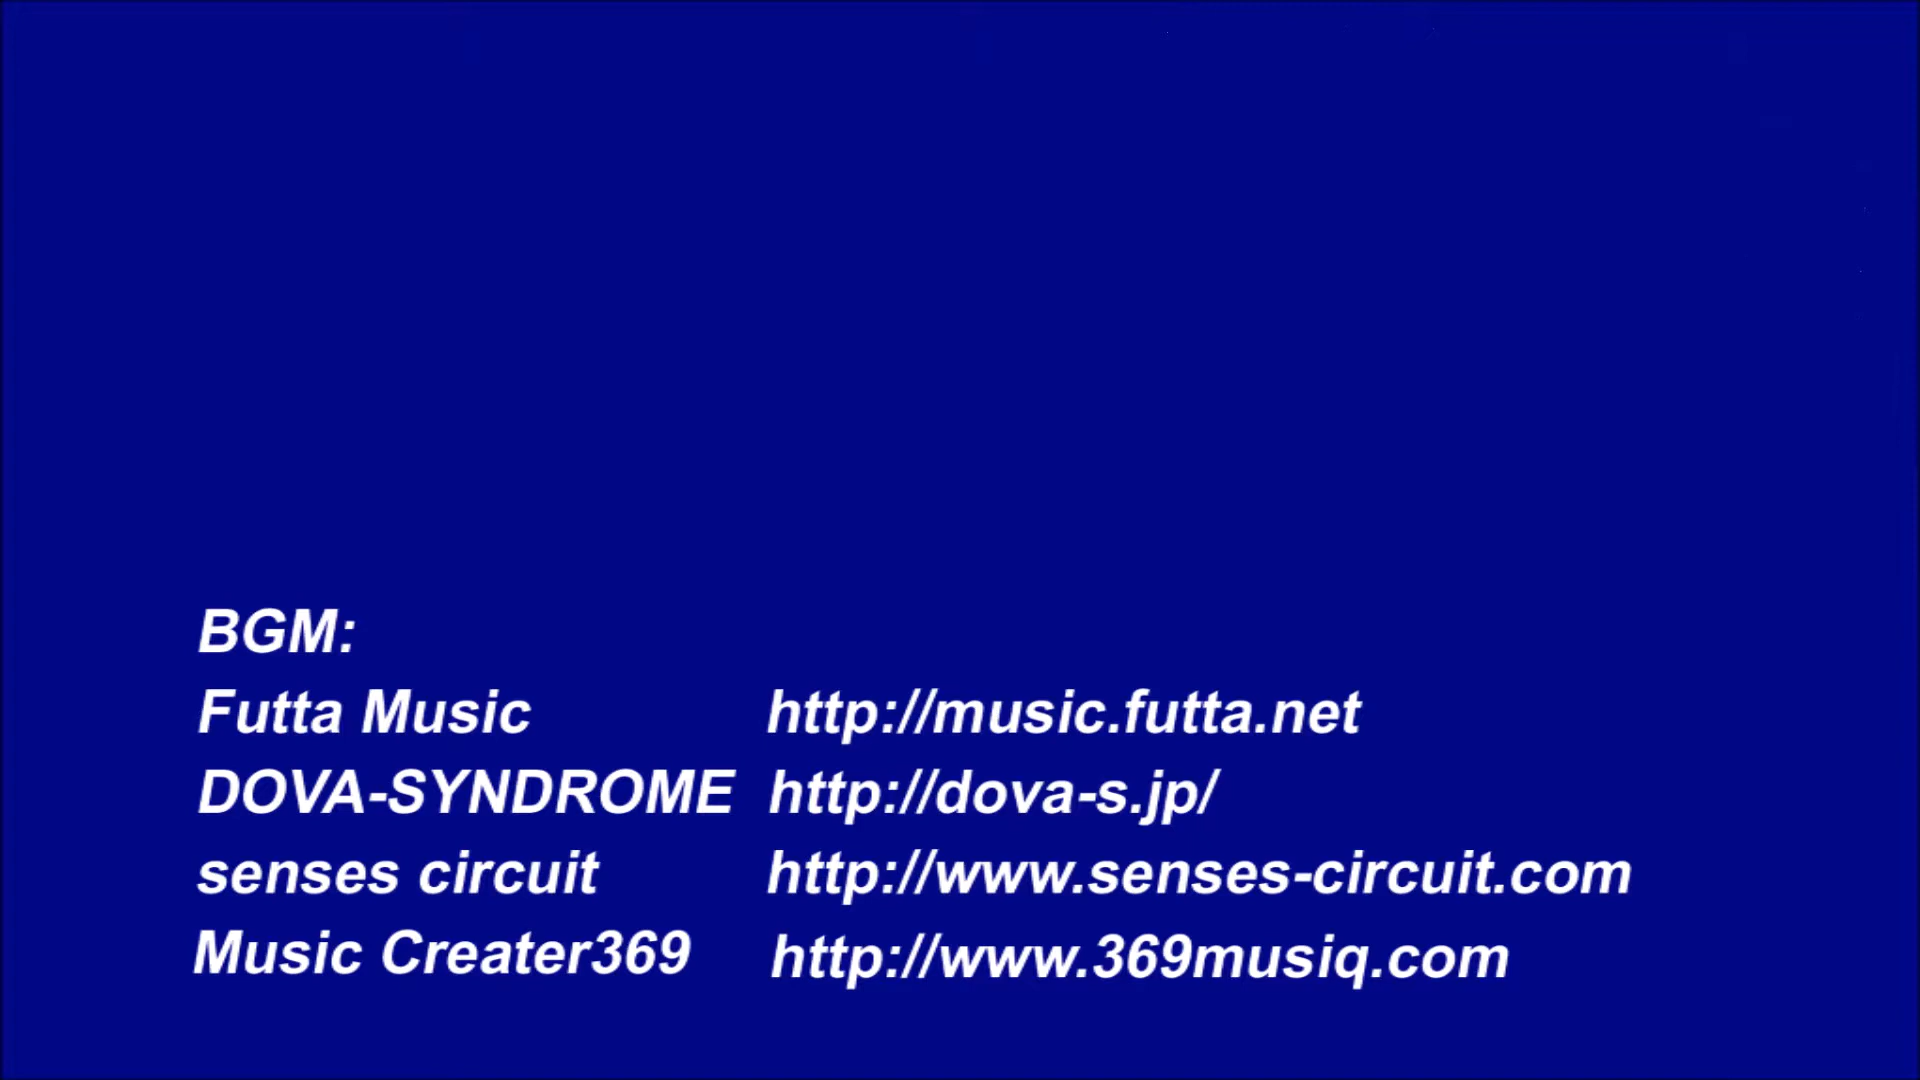 BGM:
Futta Music http://music.futta.net
DOVA-SYNDROME http://dova-s.jp/
senses circuit http://www.senses-circuit.com
Music Creater369 http://www.369musiq.com